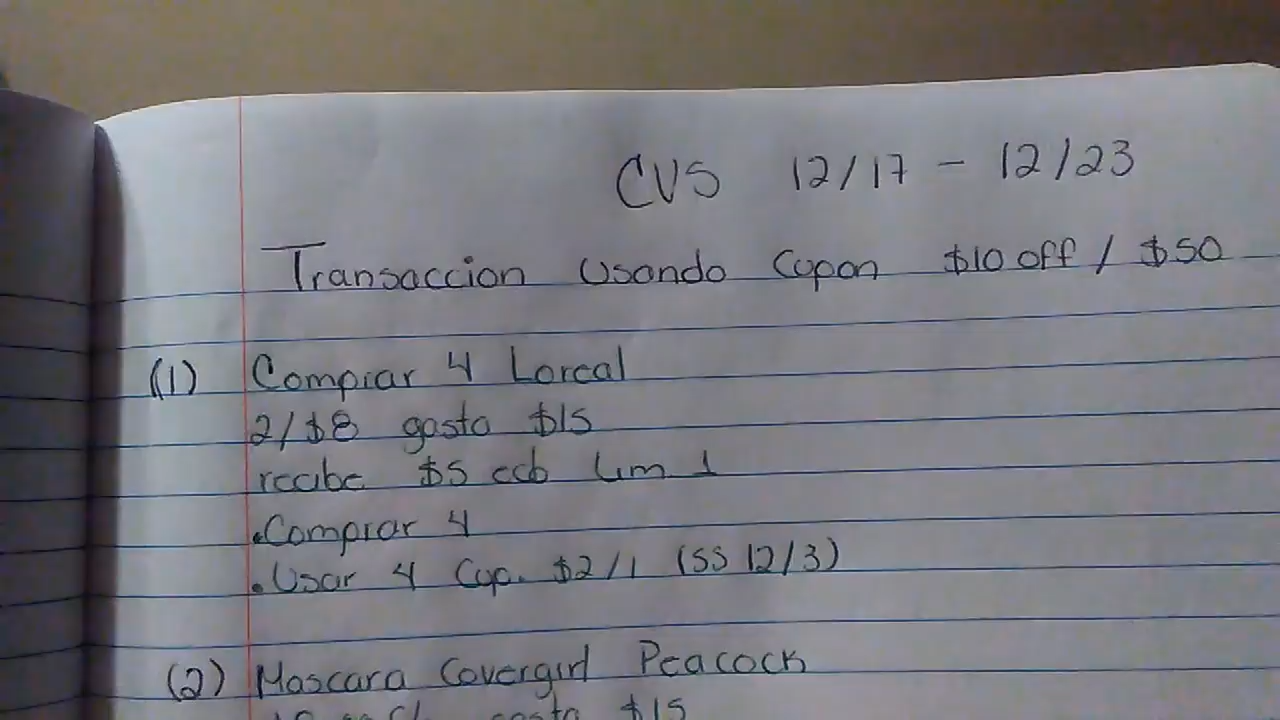 CVS 12/17 - 12/23
Transaccion Usando Cupon $10 off / $50
(1) Comprar 4 Loreal
2/$8 gasta $15
recibe $5 ecb Lim 1
.Comprar 4
.Usar 4 Cup. $2/1 (SS 12/3)
(2) Mascara Covergirl Peacock
gasta $15